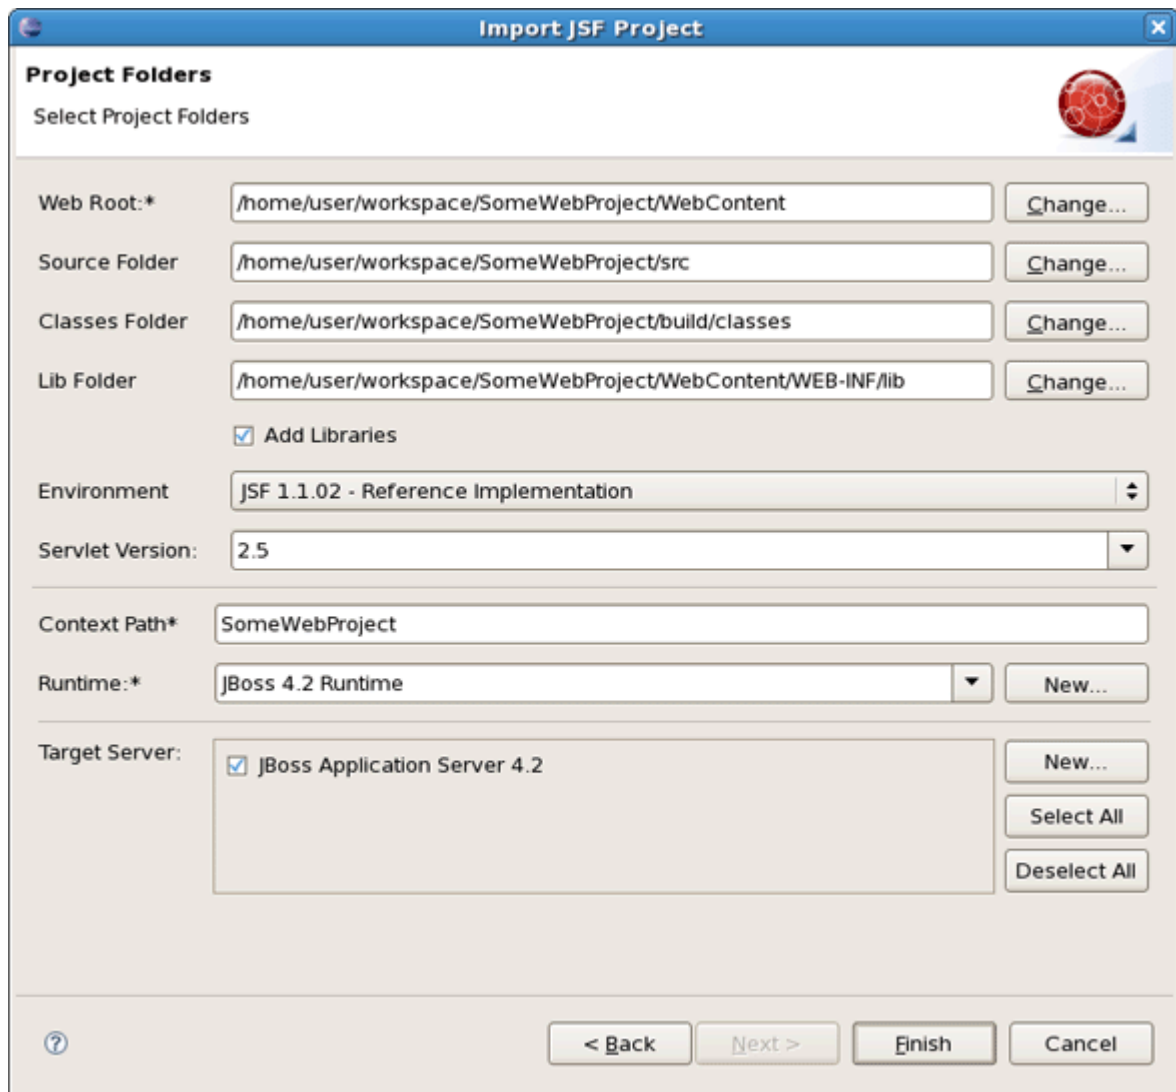 Import JSF Project
Project Folders
Select Project Folders
Web Root:* /home/user/workspace/SomeWebProject/WebContent Change...
Source Folder /home/user/workspace/SomeWebProject/src Change...
Classes Folder /home/user/workspace/SomeWebProject/build/classes Change...
Lib Folder /home/user/workspace/SomeWebProject/WebContent/WEB-INF/lib Change...
Add Libraries
Environment JSF 1.1.02 - Reference Implementation
Servlet Version: 2.5
Context Path* SomeWebProject
Runtime:* JBoss 4.2 Runtime New...
Target Server: JBoss Application Server 4.2 New...
Select All
Deselect All
? < Back Next > Finish Cancel